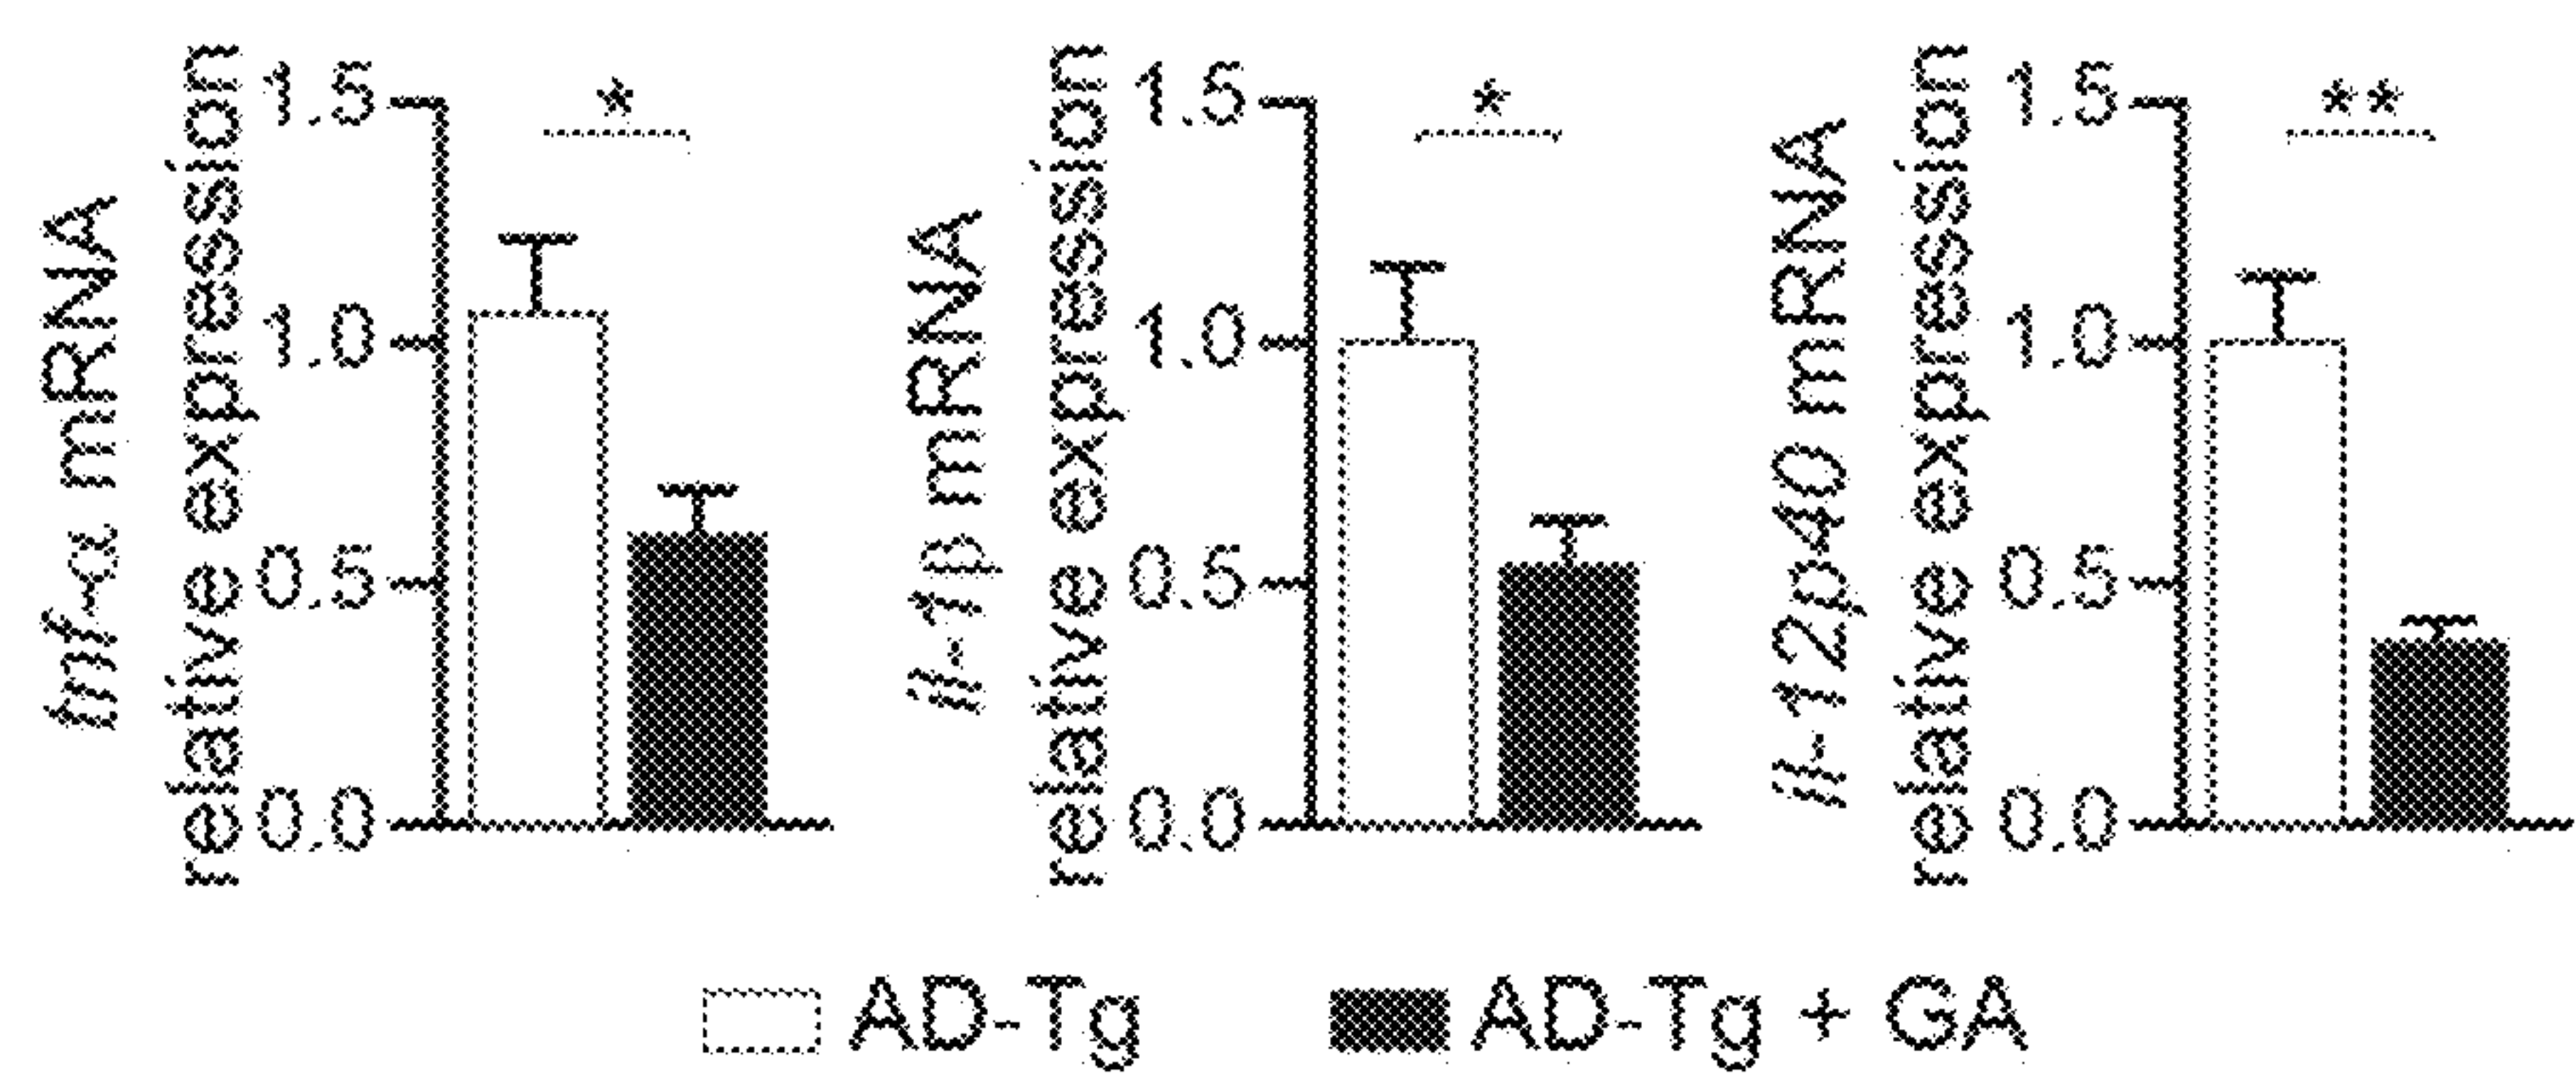 tnf-α mRNA
relative expression
1.5
1.0
0.5
0.0
*
il-1β mRNA
relative expression
1.5
1.0
0.5
0.0
*
il-12p40 mRNA
relative expression
1.5
1.0
0.5
0.0
**
AD-Tg
AD-Tg + GA